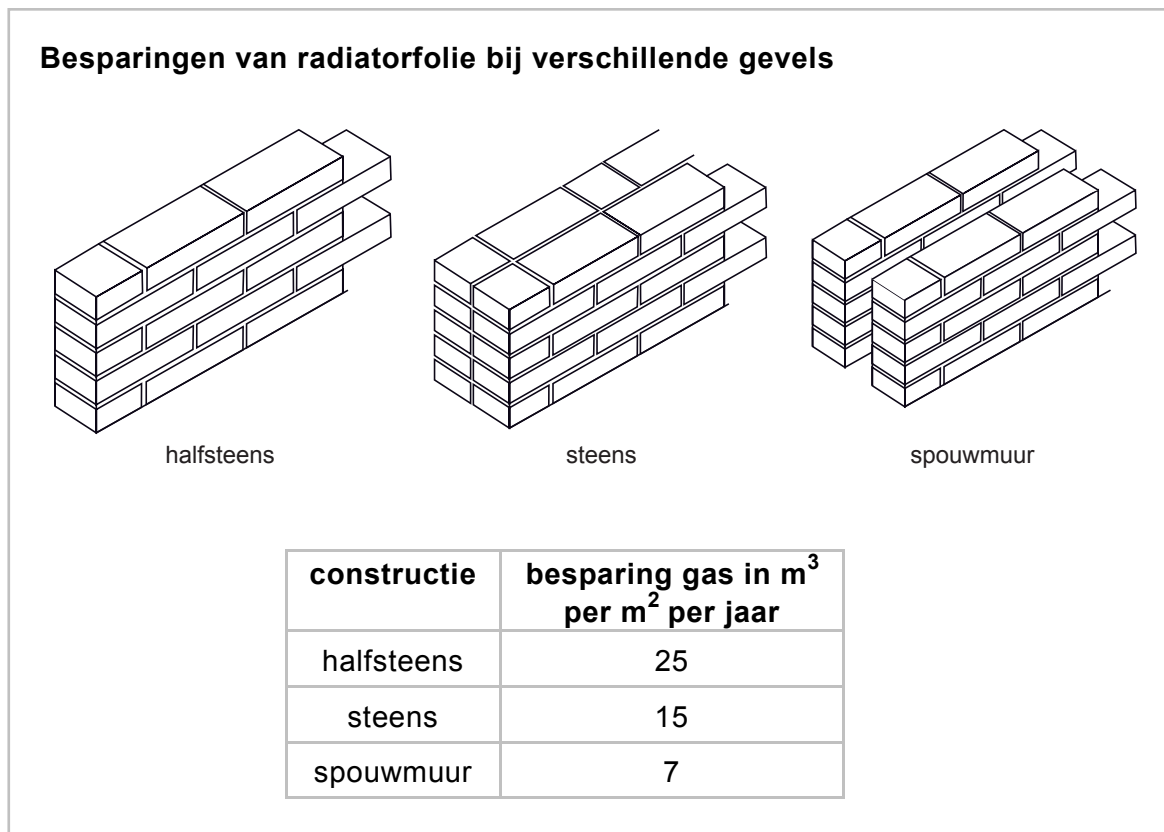 Besparingen van radiatorfolie bij verschillende gevels
halfsteens steens spouwmuur
constructie besparing gas in m³
per m² per jaar
halfsteens 25
steens 15
spouwmuur 7